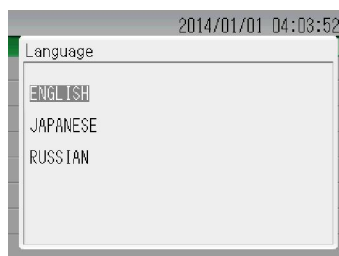 2014/01/01 04:03:52
Language
ENGLISH
JAPANESE
RUSSIAN